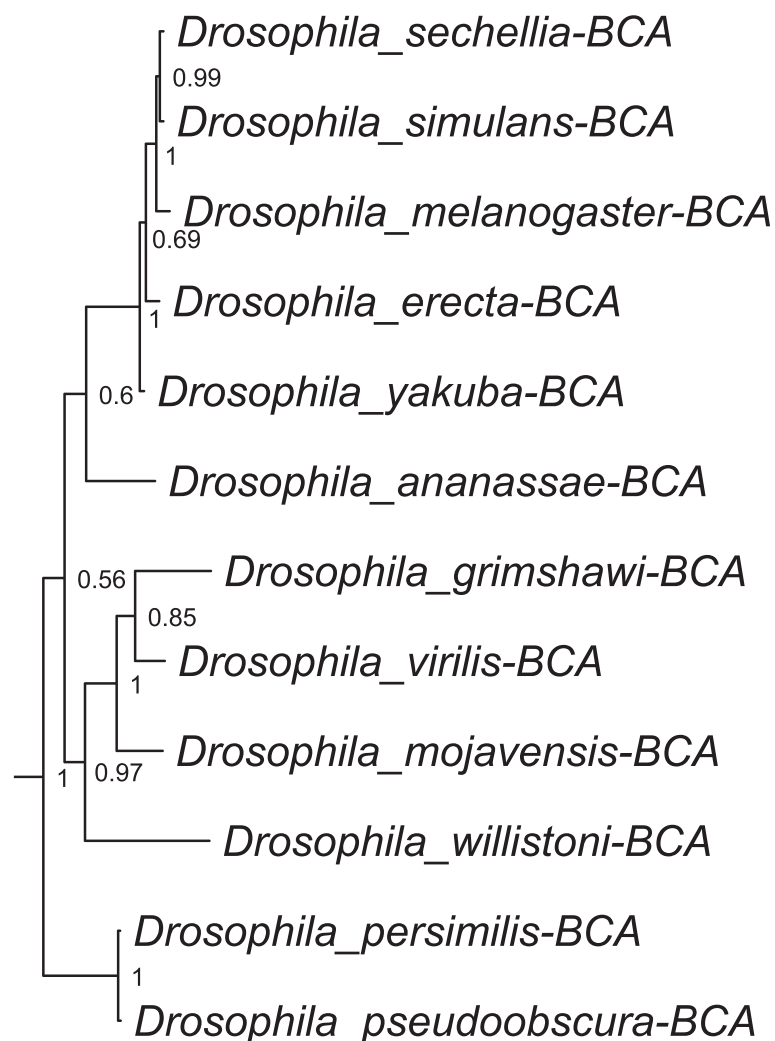 Drosophila_sechellia-BCA
0.99
Drosophila_simulans-BCA
1
Drosophila_melanogaster-BCA
0.69
Drosophila_erecta-BCA
1
Drosophila_yakuba-BCA
0.6
Drosophila_ananassae-BCA
Drosophila_grimshawi-BCA
0.56
0.85
Drosophila_virilis-BCA
1
Drosophila_mojavensis-BCA
1
0.97
Drosophila_willistoni-BCA
Drosophila_persimilis-BCA
1
Drosophila_pseudoobscura-BCA